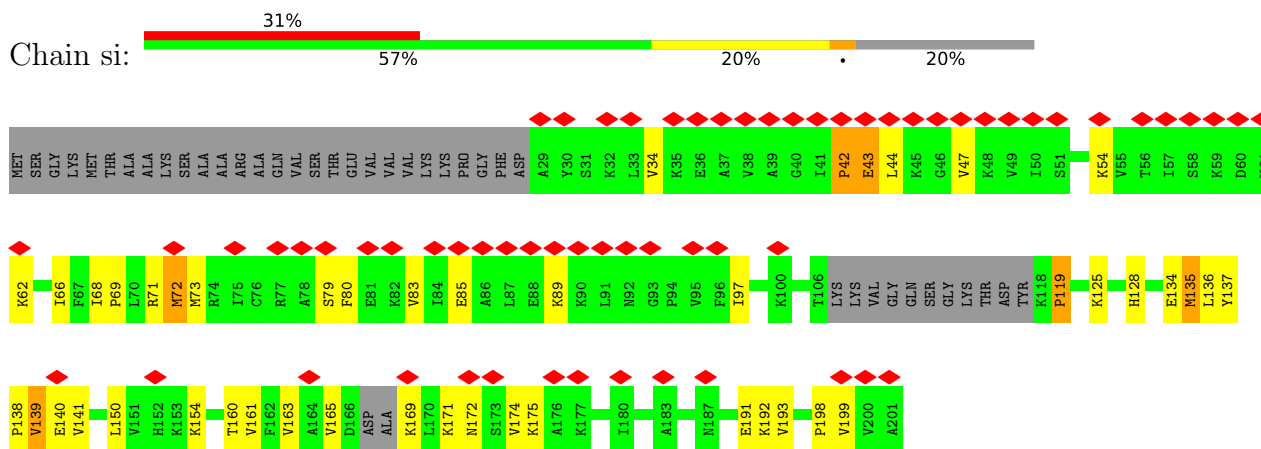 31%
Chain si:
57% 20% . 20%
MET SER GLY LYS MET THR ALA ALA LYS SER ALA ALA ARG ALA GLN VAL SER THR GLU VAL VAL VAL LYS LYS PRO GLY PHE ASP A29 Y30 S31 K32 L33 V34 K35 E36 A37 V38 A39 G40 I41 P42 E43 L44 K45 G46 V47 K48 V49 I50 S51 K54 V55 T56 I57 S58 K59 D60
K62 I66 F67 I68 P69 L70 R71 M72 M73 R74 I75 C76 R77 A78 S79 F80 E81 K82 V83 I84 E85 A86 L87 E88 K89 K90 L91 N92 G93 P94 V95 F96 I97 K100 T106 LYS LYS VAL GLY GLN SER GLY LYS THR ASP TYR K118 P119 K125 H128 E134 M135 L136 Y137
P138 V139 E140 V141 L150 V151 H152 K153 K154 T160 V161 F162 V163 A164 V165 D166 ASP ALA K169 L170 K171 N172 S173 V174 K175 A176 K177 I180 A183 N187 E191 K192 V193 P198 V199 V200 A201